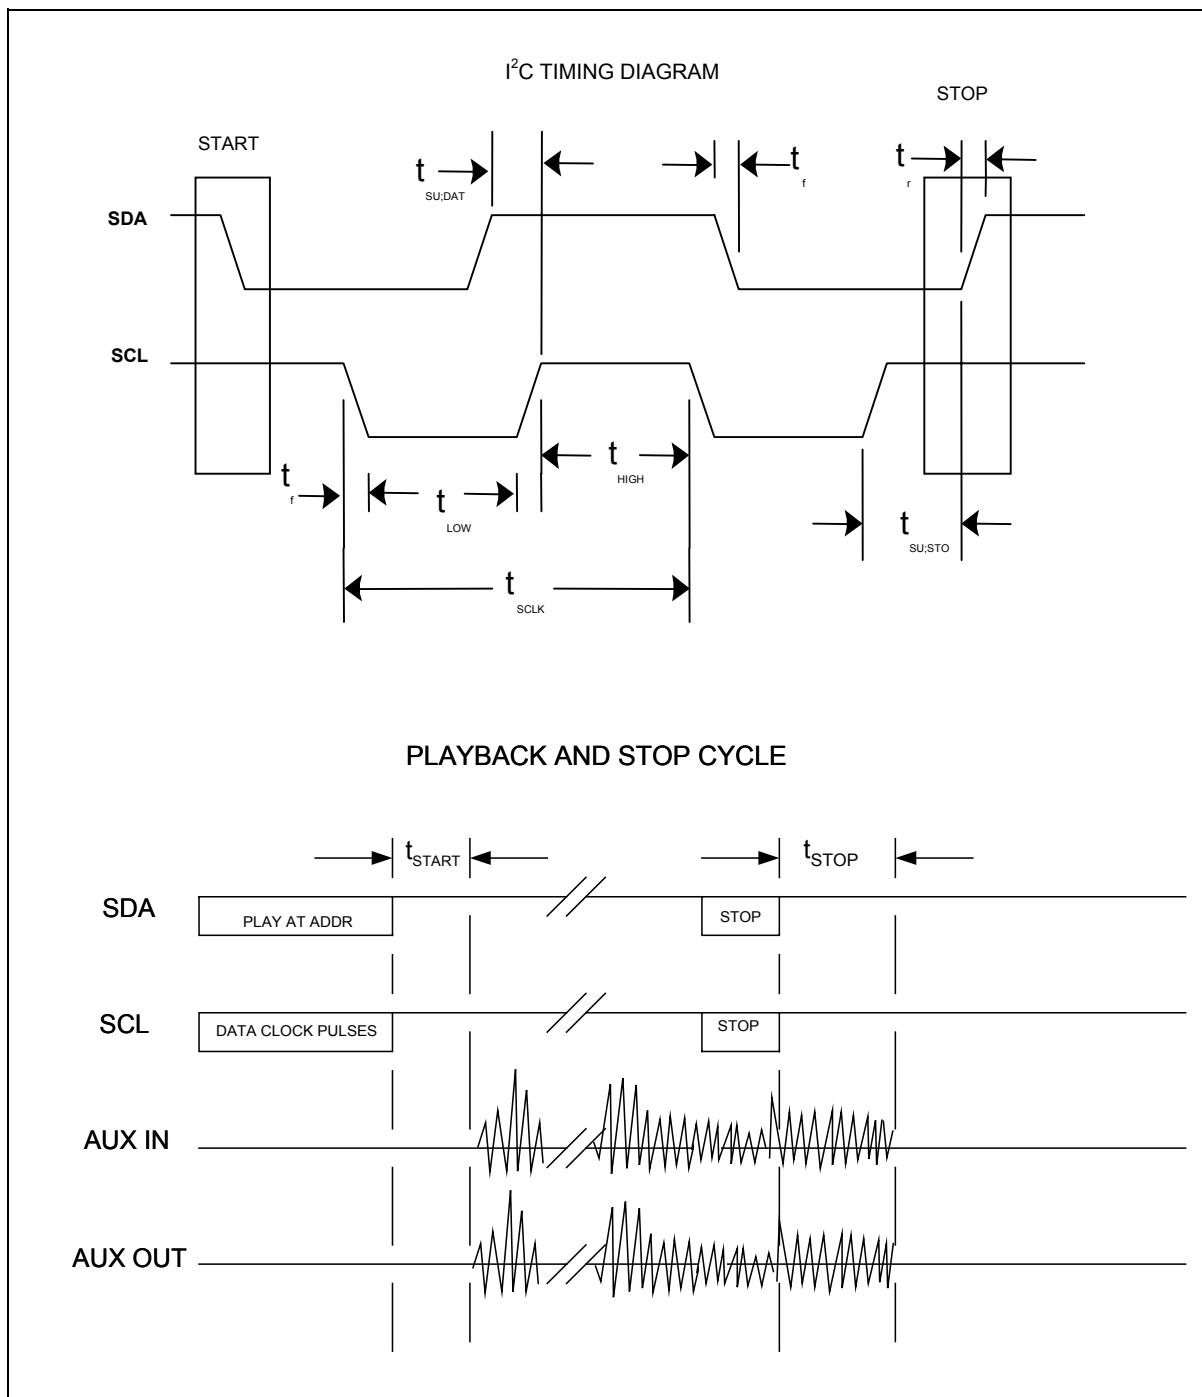 I²C TIMING DIAGRAM
STOP
START
t SU;DAT
t f
t r
SDA
SCL
t f
t LOW
t HIGH
t SU;STO
t SCLK
PLAYBACK AND STOP CYCLE
tSTART
tSTOP
SDA
PLAY AT ADDR
STOP
SCL
DATA CLOCK PULSES
STOP
AUX IN
AUX OUT